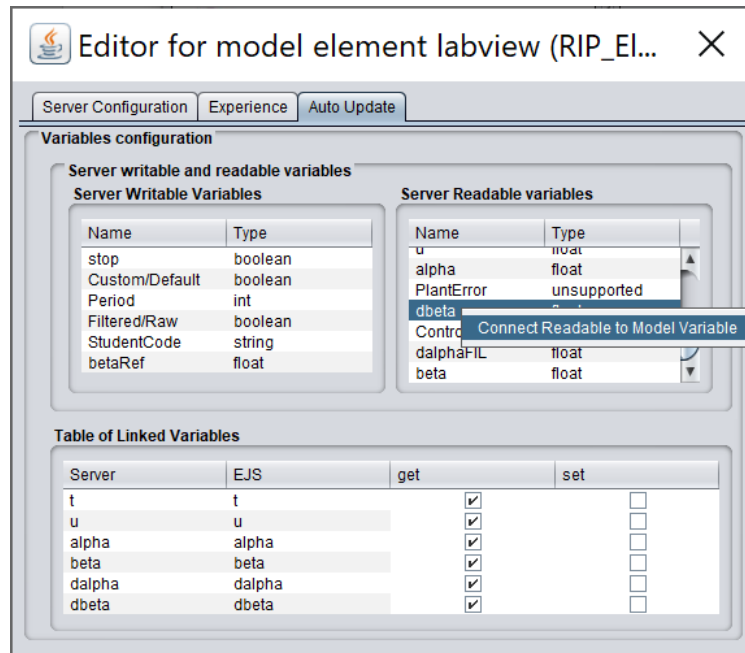 Editor for model element labview (RIP_El...
Server Configuration Experience Auto Update
Variables configuration
Server writable and readable variables
Server Writable Variables
Name Type
stop boolean
Custom/Default boolean
Period int
Filtered/Raw boolean
StudentCode string
betaRef float
Server Readable variables
Name Type
u float
alpha float
PlantError unsupported
dbeta
Connect Readable to Model Variable
dalphaFIL float
beta float
Table of Linked Variables
Server EJS get set
t t
u u
alpha alpha
beta beta
dalpha dalpha
dbeta dbeta